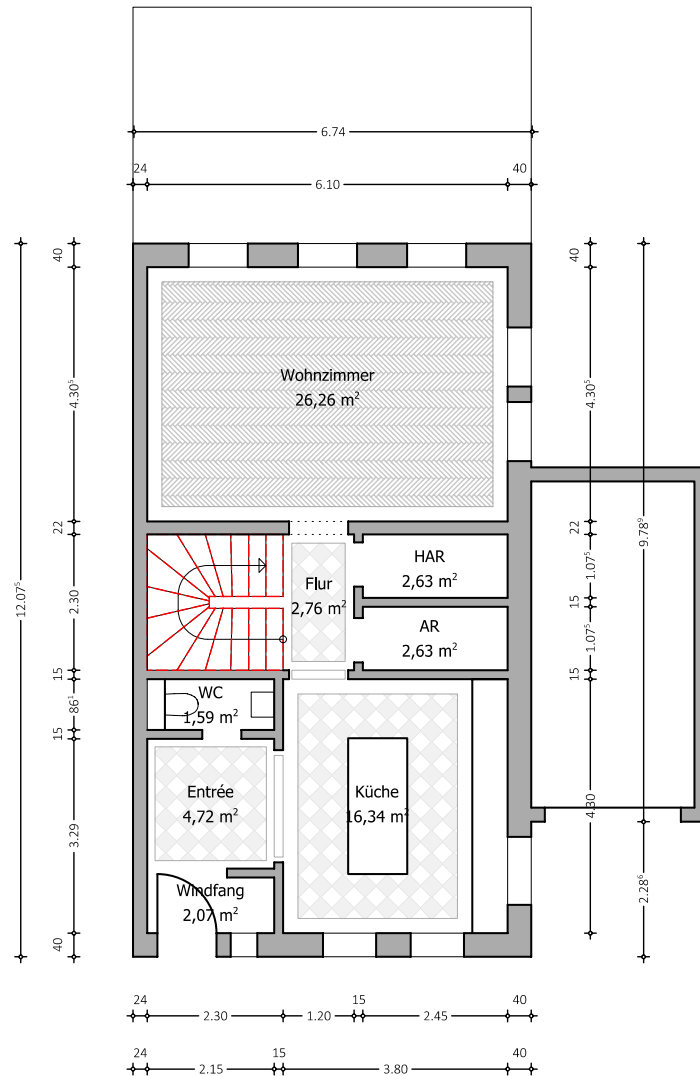 6.74
24
40
6.10
40
40
Wohnzimmer
26,26 m²
4.30⁵
4.30⁵
22
22
9.78⁹
HAR
2,63 m²
1.07⁵
Flur
2,76 m²
2.30
12.07⁵
15
AR
2,63 m²
1.07⁵
15
15
WC
1,59 m²
86¹
15
Entrée
4,72 m²
Küche
16,34 m²
4.30
3.29
Windfang
2,07 m²
2.28⁶
40
24
15
40
2.30
1.20
2.45
24
15
40
2.15
3.80